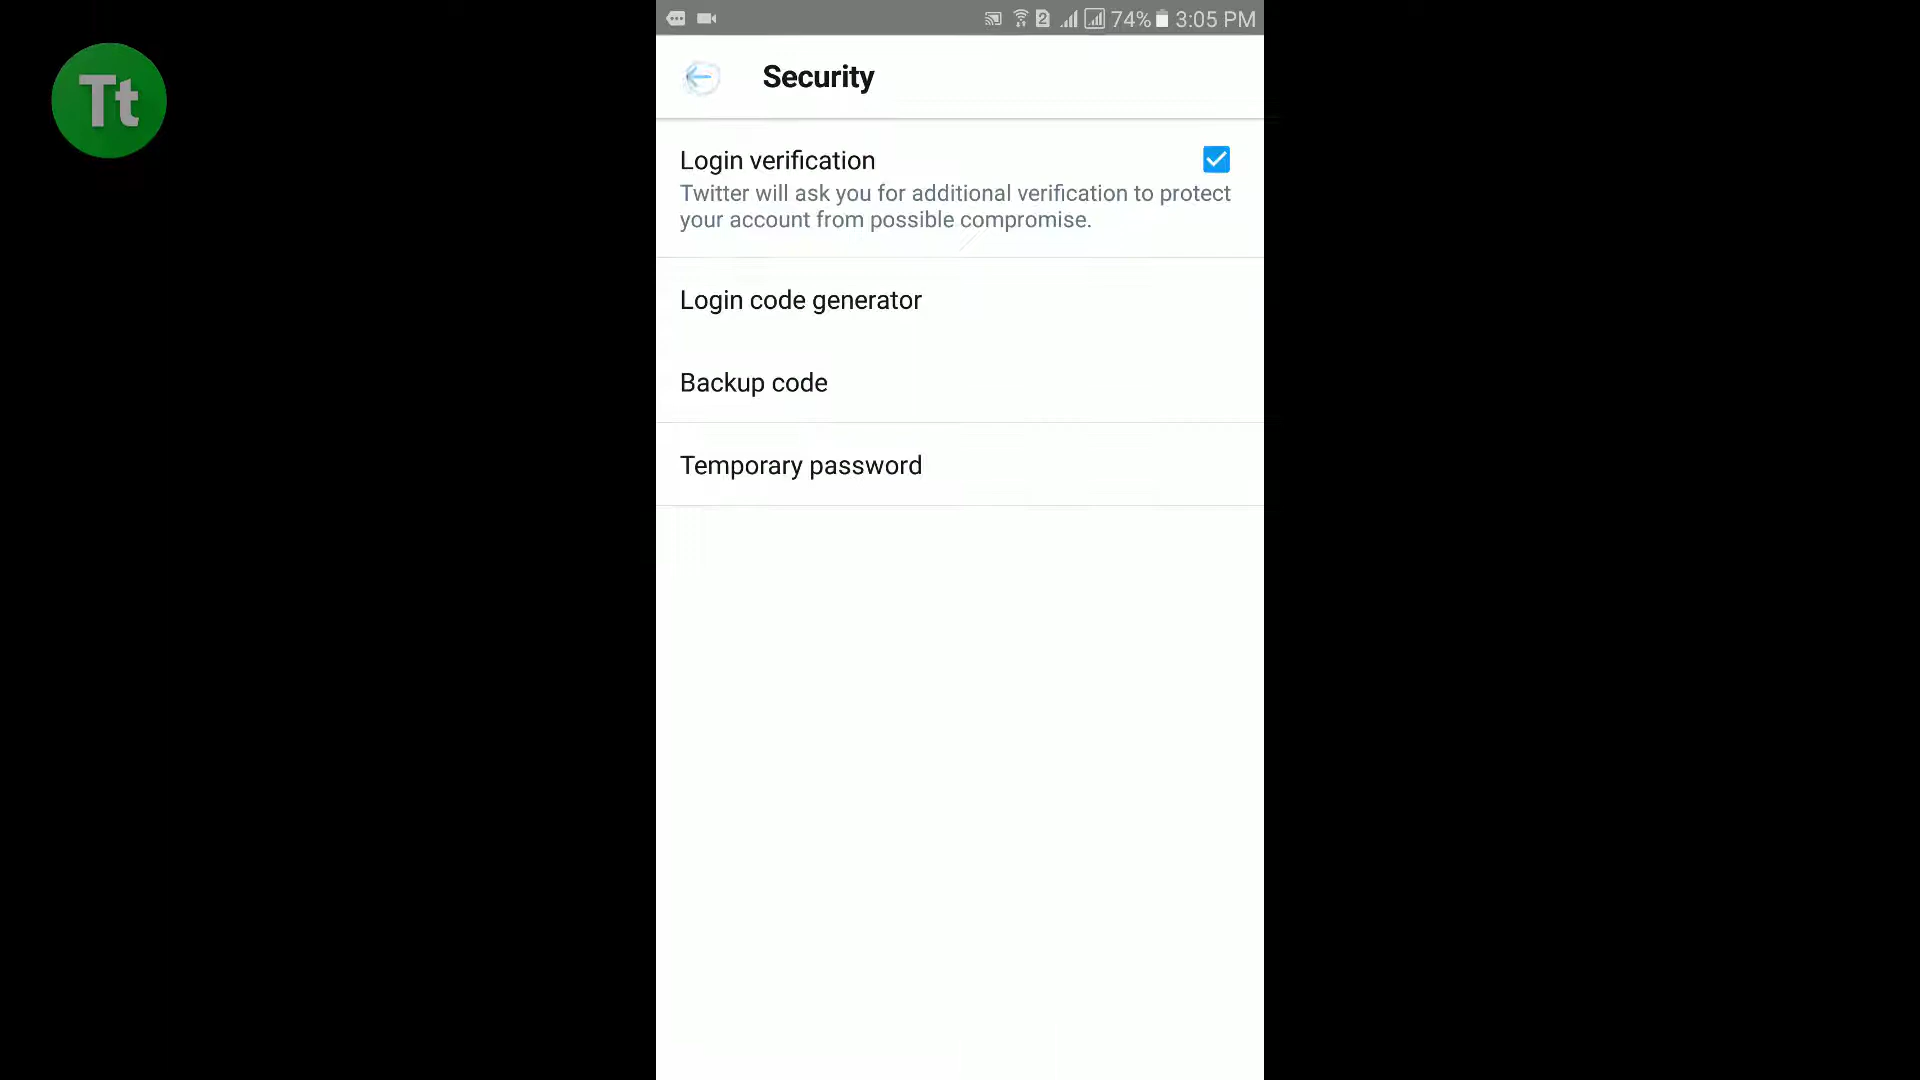 2 74% 3:05 PM
Tt
Security
Login verification
Twitter will ask you for additional verification to protect
your account from possible compromise.
Login code generator
Backup code
Temporary password